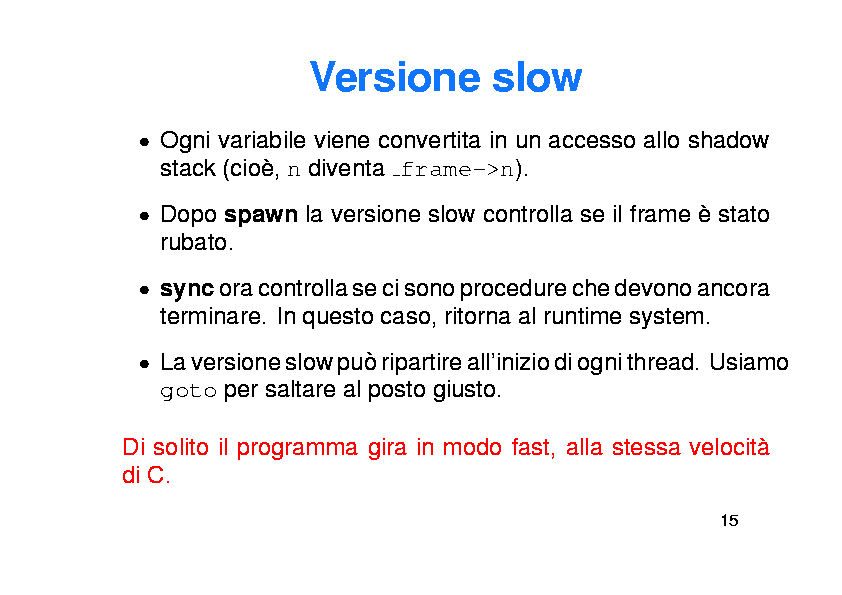 Versione slow
• Ogni variabile viene convertita in un accesso allo shadow
stack (cioè, n diventa _frame->n).
• Dopo spawn la versione slow controlla se il frame è stato
rubato.
• sync ora controlla se ci sono procedure che devono ancora
terminare. In questo caso, ritorna al runtime system.
• La versione slow può ripartire all'inizio di ogni thread. Usiamo
goto per saltare al posto giusto.
Di solito il programma gira in modo fast, alla stessa velocità
di C.
15